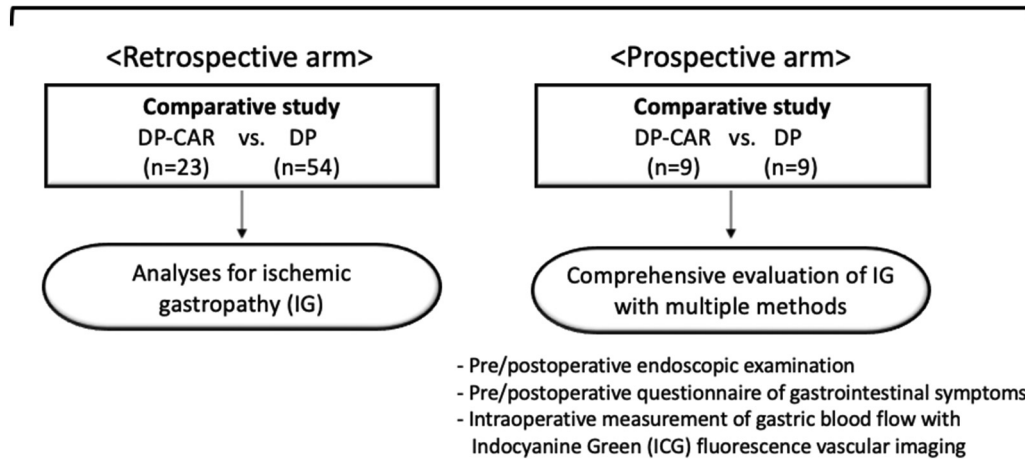 <Retrospective arm>
Comparative study
DP-CAR vs. DP
(n=23) (n=54)
Analyses for ischemic
gastropathy (IG)
<Prospective arm>
Comparative study
DP-CAR vs. DP
(n=9) (n=9)
Comprehensive evaluation of IG
with multiple methods
- Pre/postoperative endoscopic examination
- Pre/postoperative questionnaire of gastrointestinal symptoms
- Intraoperative measurement of gastric blood flow with
Indocyanine Green (ICG) fluorescence vascular imaging